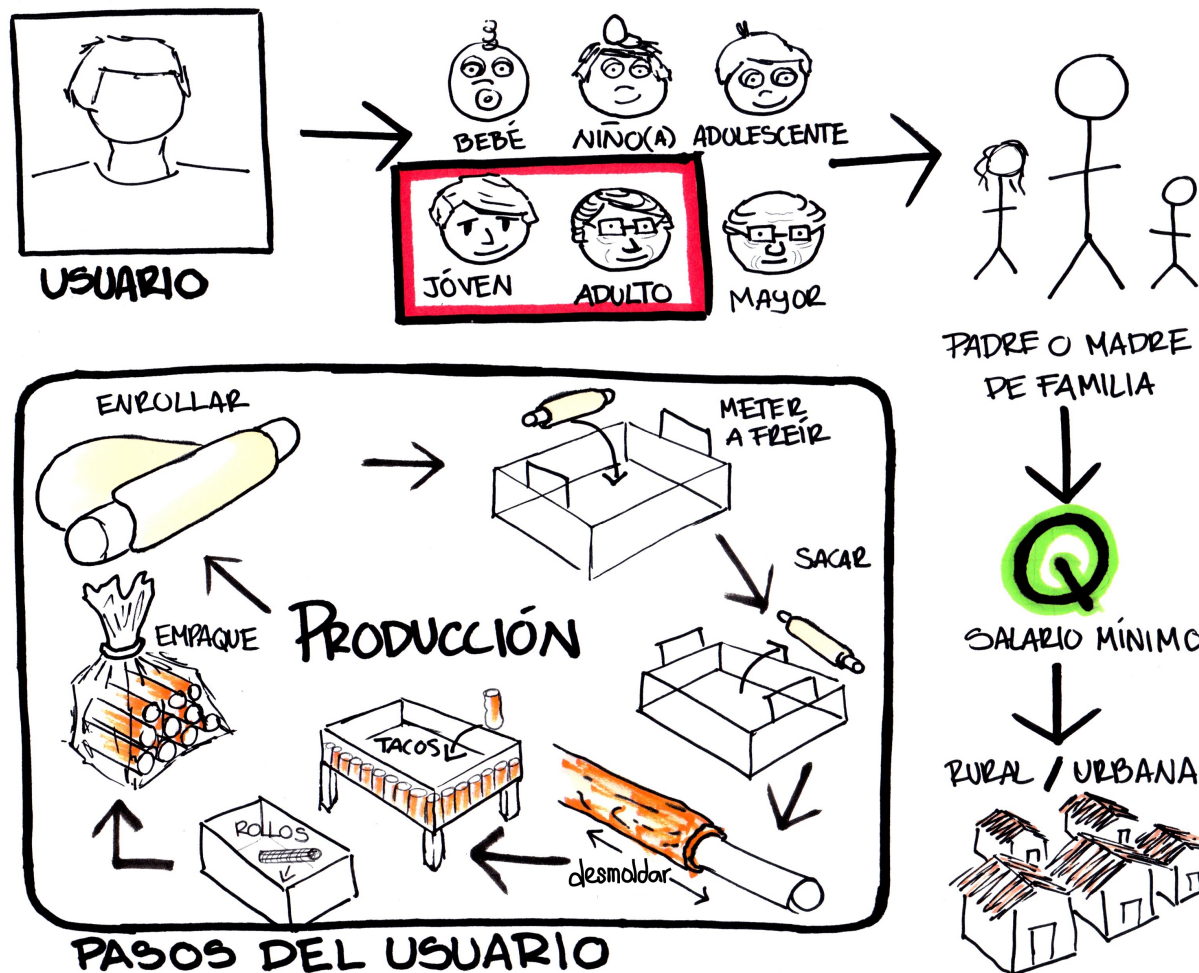 BEBÉ
NIÑO(A)
ADOLESCENTE
JÓVEN
ADULTO
MAYOR
USUARIO
PADRE O MADRE
DE FAMILIA
Q
SALARIO MÍNIMO
RURAL / URBANA
ENROLLAR
METER
A FREÍR
SACAR
desmoldar
TACOS
ROLLOS
EMPAQUE
PRODUCCIÓN
PASOS DEL USUARIO